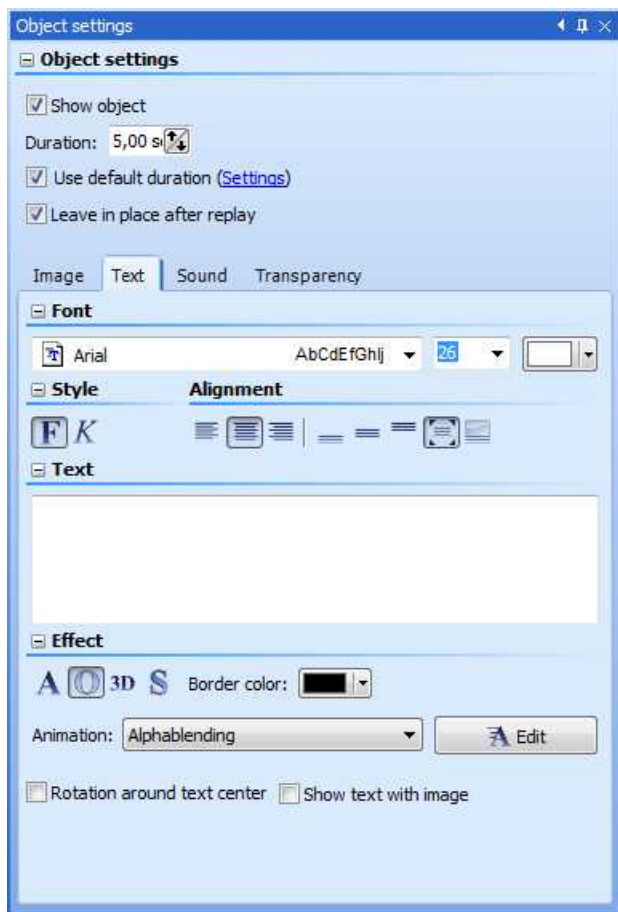 Object settings
Object settings
Show object
Duration: 5,00 s
Use default duration (Settings)
Leave in place after replay
Image Text Sound Transparency
Font
Arial AbCdEfGhIj 26
Style Alignment
F K
Text
Effect
A O 3D S Border color:
Animation: Alphablending A Edit
Rotation around text center Show text with image